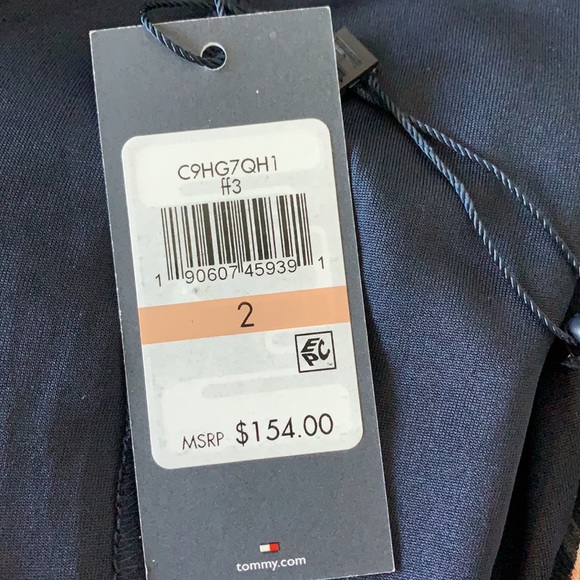 C9HG7QH1
ff3
1 90607 45939 1
2
EPC
MSRP $154.00
tommy.com